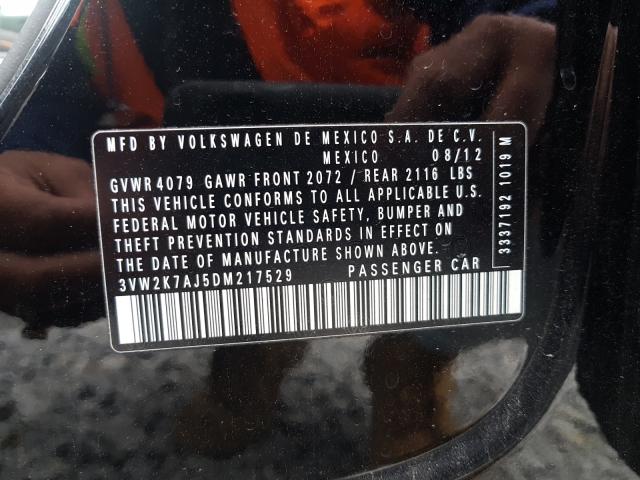 MFD BY VOLKSWAGEN DE MEXICO S.A. DE C.V.
MEXICO 08/12
GVWR 4079 GAWR FRONT 2072 / REAR 2116 LBS
THIS VEHICLE CONFORMS TO ALL APPLICABLE U.S.
FEDERAL MOTOR VEHICLE SAFETY, BUMPER AND
THEFT PREVENTION STANDARDS IN EFFECT ON
THE DATE OF MANUFACTURE SHOWN ABOVE.
3VW2K7AJ5DM217529 PASSENGER CAR
3337192 1019 M